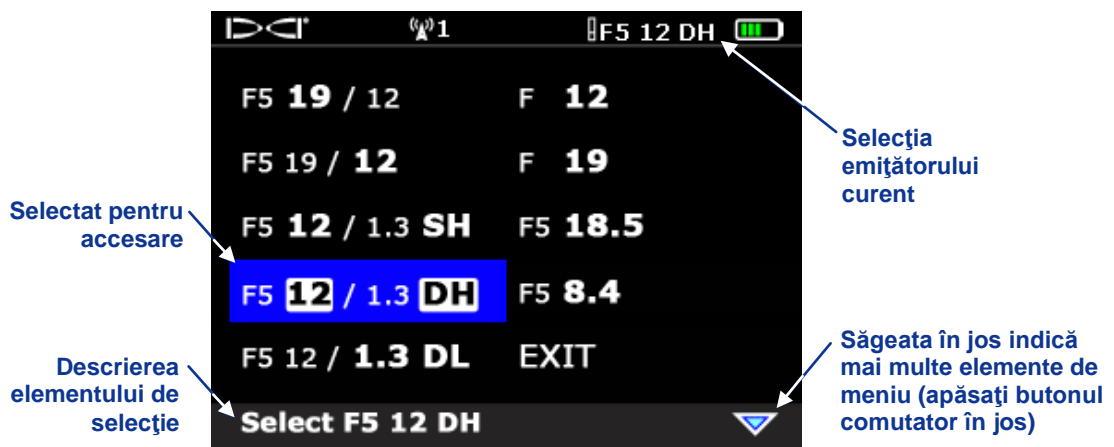 DCI 1 F5 12 DH
F5 19 / 12 F 12
F5 19 / 12 F 19
F5 12 / 1.3 SH F5 18.5
F5 12 / 1.3 DH F5 8.4
F5 12 / 1.3 DL EXIT
Select F5 12 DH
Selectat pentru
accesare
Descrierea
elementului de
selecţie
Selecţia
emiţătorului
curent
Săgeata în jos indică
mai multe elemente de
meniu (apăsaţi butonul
comutator în jos)